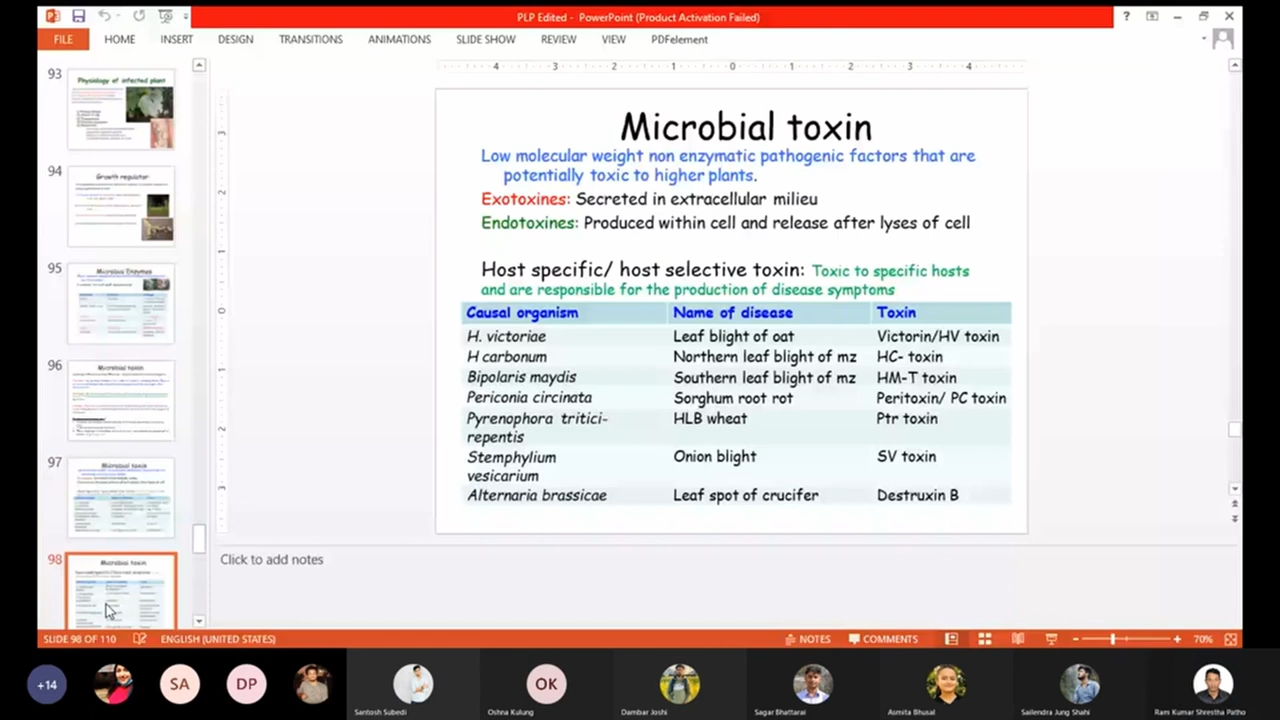 PLP Edited - PowerPoint (Product Activation Failed)
FILE HOME INSERT DESIGN TRANSITIONS ANIMATIONS SLIDE SHOW REVIEW VIEW PDFelement
93
Physiology of infected plant
94
Growth regulator
95
Microbial Enzymes
96
Microbial toxin
97
Microbial toxin
98
Microbial toxin
Microbial toxin
Low molecular weight non enzymatic pathogenic factors that are
potentially toxic to higher plants.
Exotoxines: Secreted in extracellular milieu
Endotoxines: Produced within cell and release after lyses of cell
Host specific/ host selective toxin: Toxic to specific hosts
and are responsible for the production of disease symptoms
Causal organism Name of disease Toxin
H. victoriae Leaf blight of oat Victorin/HV toxin
H carbonum Northern leaf blight of mz HC- toxin
Bipolaris maydis Southern leaf blight of mz HM-T toxin
Periconia circinata Sorghum root rot Peritoxin/ PC toxin
Pyrenophora tritici- HLB wheat Ptr toxin
repentis
Stemphylium Onion blight SV toxin
vesicarium
Alternaria brassicae Leaf spot of crucifer Destruxin B
Click to add notes
SLIDE 98 OF 110 ENGLISH (UNITED STATES) NOTES COMMENTS 70%
+14 SA DP OK
Santosh Subedi Oshna Kulung Dambar Joshi Sagar Bhattarai Asmita Bhusal Sailendra Jung Shahi Ram Kumar Shrestha Patho